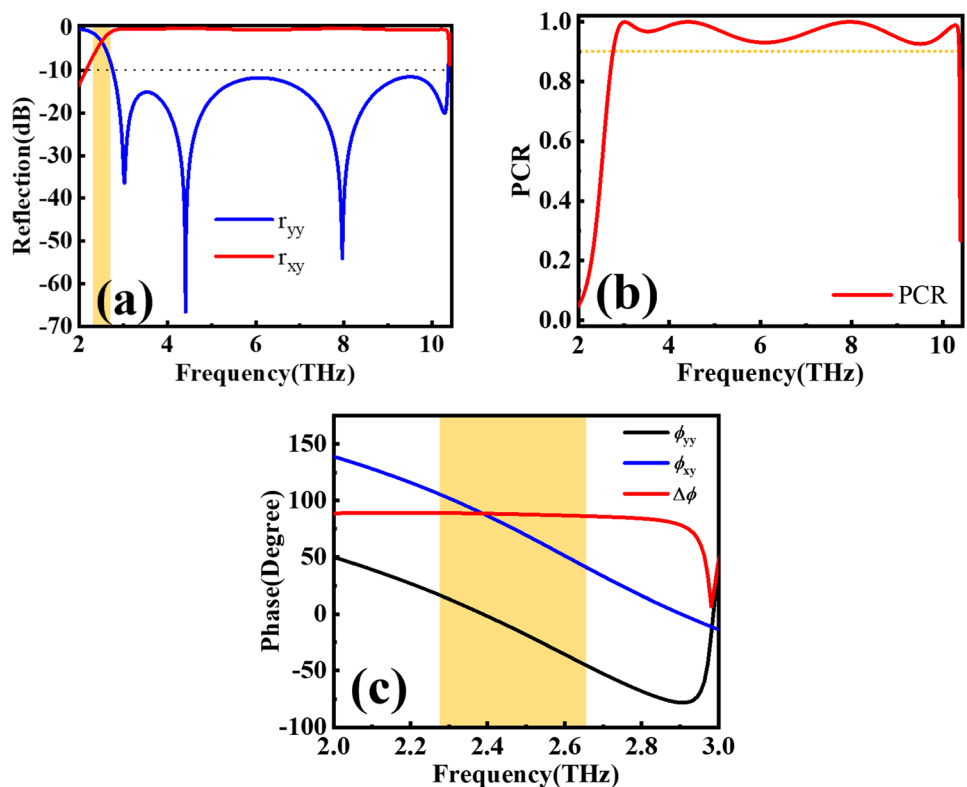 0
-10
-20
-30
-40
-50
-60
-70
Reflection(dB)
r_yy
r_xy
(a)
2 4 6 8 10
Frequency(THz)
1.0
0.8
0.6
0.4
0.2
0.0
PCR
(b)
PCR
2 4 6 8 10
Frequency(THz)
150
100
50
0
-50
-100
Phase(Degree)
ϕ_yy
ϕ_xy
Δϕ
(c)
2.0 2.2 2.4 2.6 2.8 3.0
Frequency(THz)